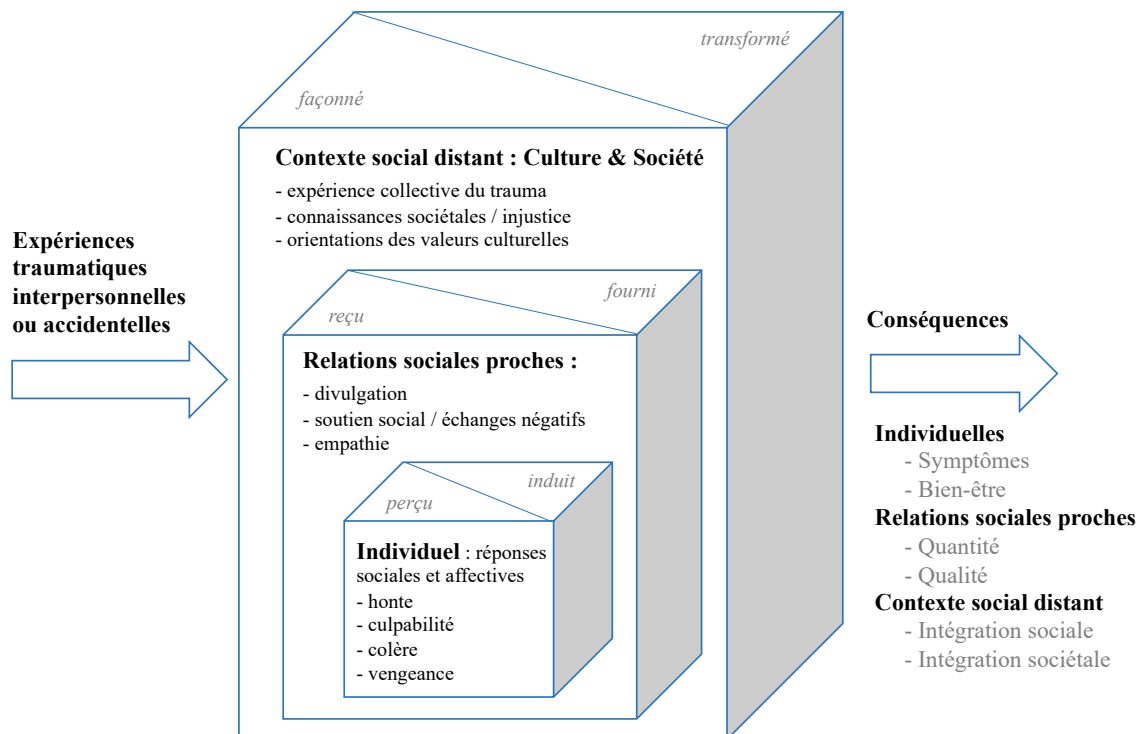 transformé
façonné
Contexte social distant : Culture & Société
- expérience collective du trauma
- connaissances sociétales / injustice
- orientations des valeurs culturelles
Expériences
traumatiques
interpersonnelles
ou accidentelles
fourni
reçu
Relations sociales proches :
- divulgation
- soutien social / échanges négatifs
- empathie
induit
perçu
Individuel : réponses
sociales et affectives
- honte
- culpabilité
- colère
- vengeance
Conséquences
Individuelles
- Symptômes
- Bien-être
Relations sociales proches
- Quantité
- Qualité
Contexte social distant
- Intégration sociale
- Intégration sociétale